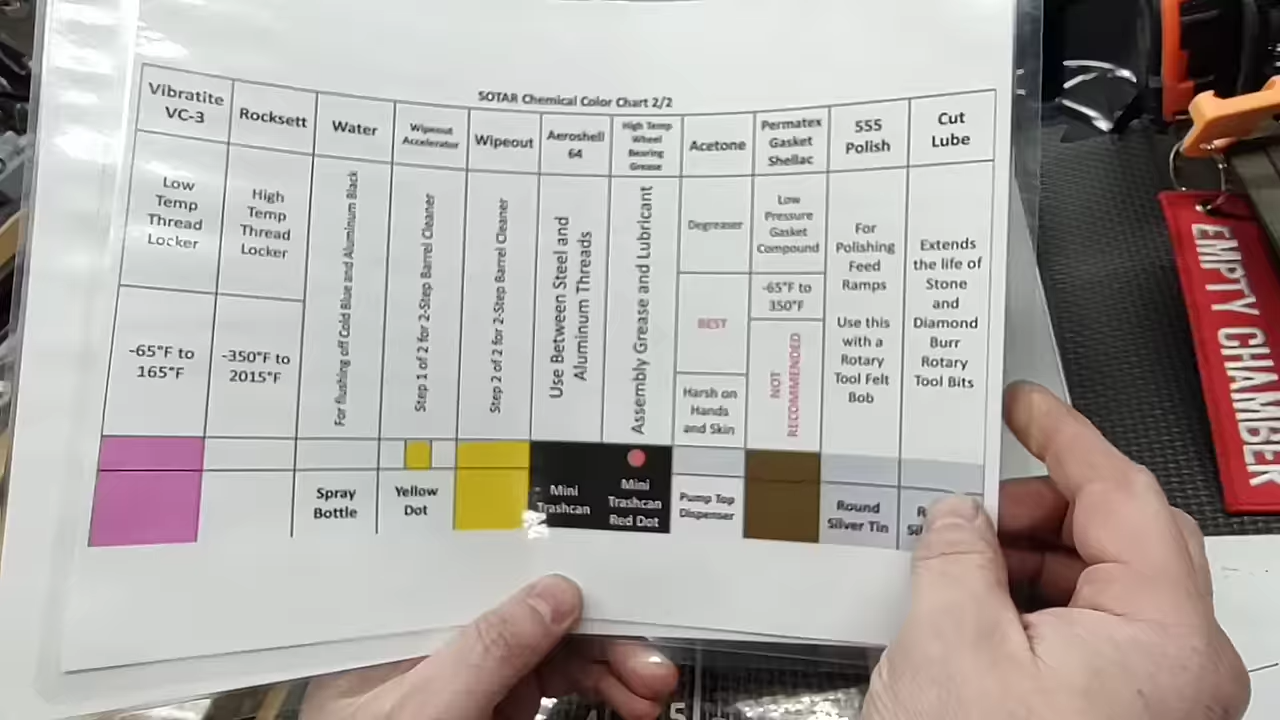 SOTAR Chemical Color Chart 2/2
Vibratite
VC-3
Rocksett
Water
Wipeout
Accelerator
Wipeout
Aeroshell
64
High Temp
Wheel
Bearing
Grease
Acetone
Permatex
Gasket
Shellac
555
Polish
Cut
Lube
Low
Temp
Thread
Locker
High
Temp
Thread
Locker
For flushing off Cold Blue and Aluminum Black
Step 1 of 2 for 2-Step Barrel Cleaner
Step 2 of 2 for 2-Step Barrel Cleaner
Use Between Steel and
Aluminum Threads
Assembly Grease and Lubricant
Degreaser
Low
Pressure
Gasket
Compound
For
Polishing
Feed
Ramps
Use this
with a
Rotary
Tool Felt
Bob
Extends
the life of
Stone
and
Diamond
Burr
Rotary
Tool Bits
-65°F to
165°F
-350°F to
2015°F
BEST
-65°F to
350°F
Harsh on
Hands
and Skin
NOT
RECOMMENDED
Spray
Bottle
Yellow
Dot
Mini
Trashcan
Mini
Trashcan
Red Dot
Pump Top
Dispenser
Round
Silver Tin
EMPTY CHAMBER
5